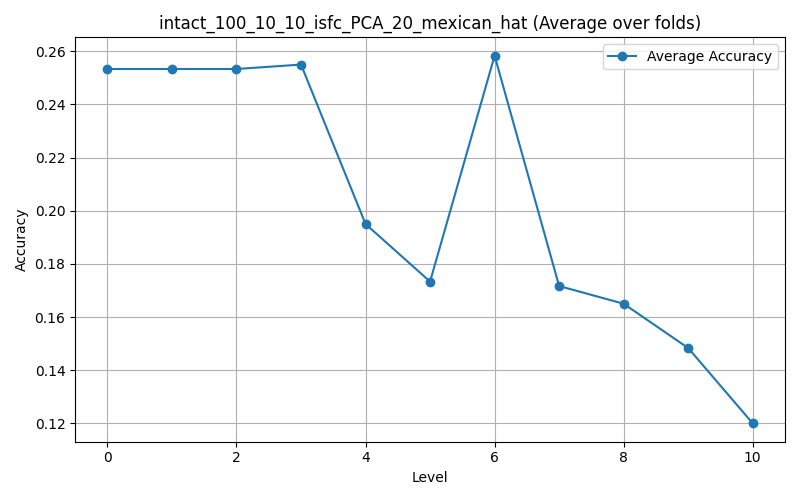 intact_100_10_10_isfc_PCA_20_mexican_hat (Average over folds)
Average Accuracy
Accuracy
0.26
0.24
0.22
0.20
0.18
0.16
0.14
0.12
0 2 4 6 8 10
Level